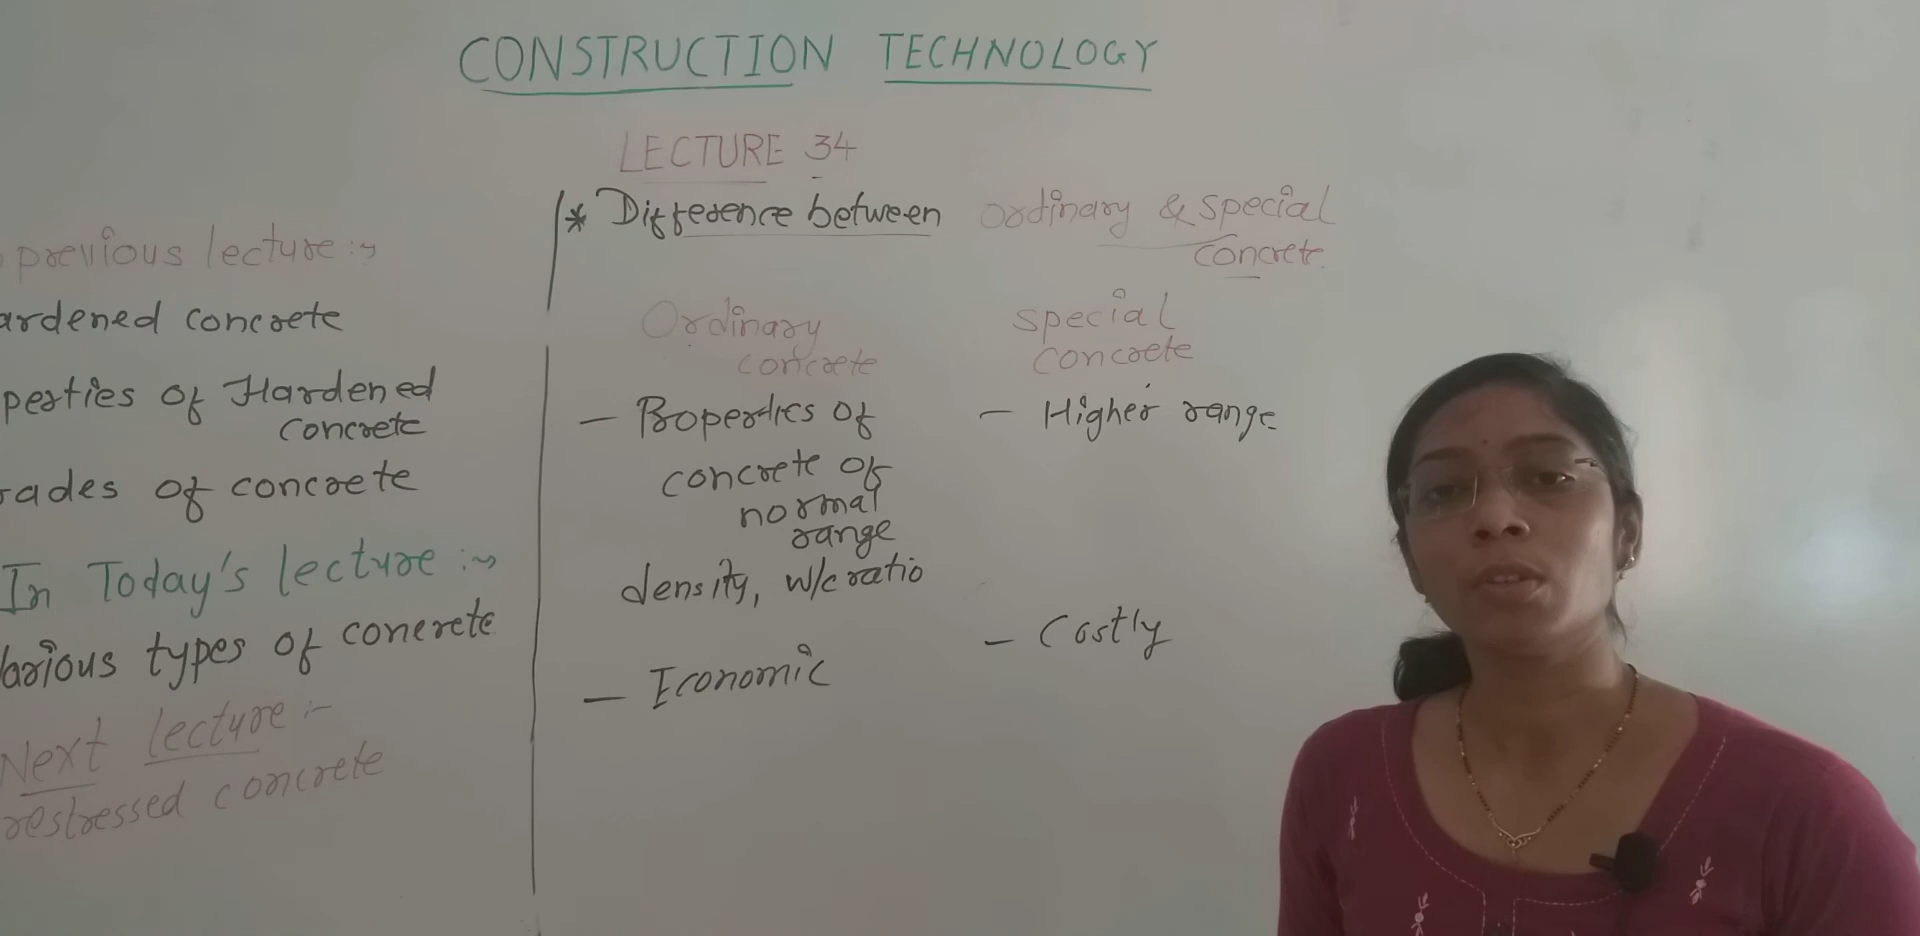 CONSTRUCTION TECHNOLOGY
LECTURE 34
previous lecture :~
ardened concrete
perties of Hardened
concrete
rades of concrete
In Today's lecture :~
Various types of concrete
Next lecture :-
restressed concrete
* Difference between ordinary & special
concrete.
Ordinary
concrete
- Properties of
concrete of
normal
range
density, w/c ratio
- Economic
special
concrete
- Higher range
- Costly